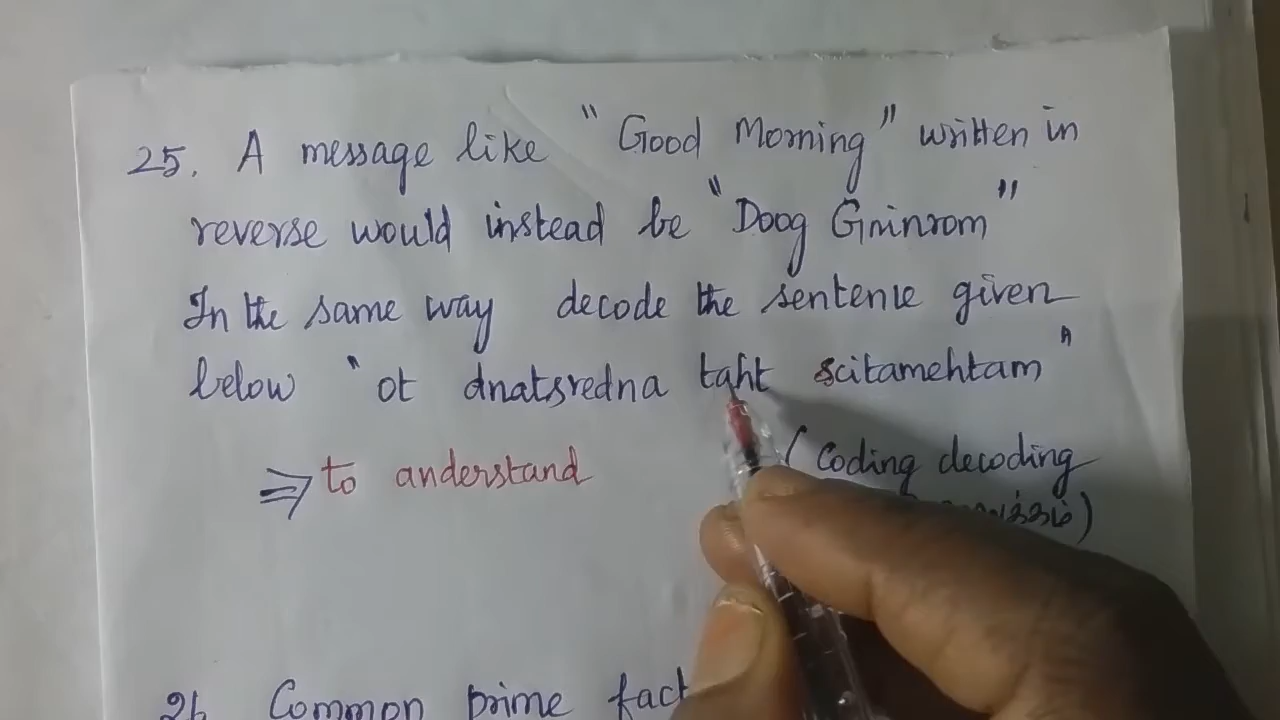 25. A message like "Good Morning" written in
reverse would instead be "Doog Gninrom"
In the same way decode the sentence given
below "ot dnatsredna taht scitamehtam"
⇒ to anderstand
(Coding decoding
)
26 Common prime fact